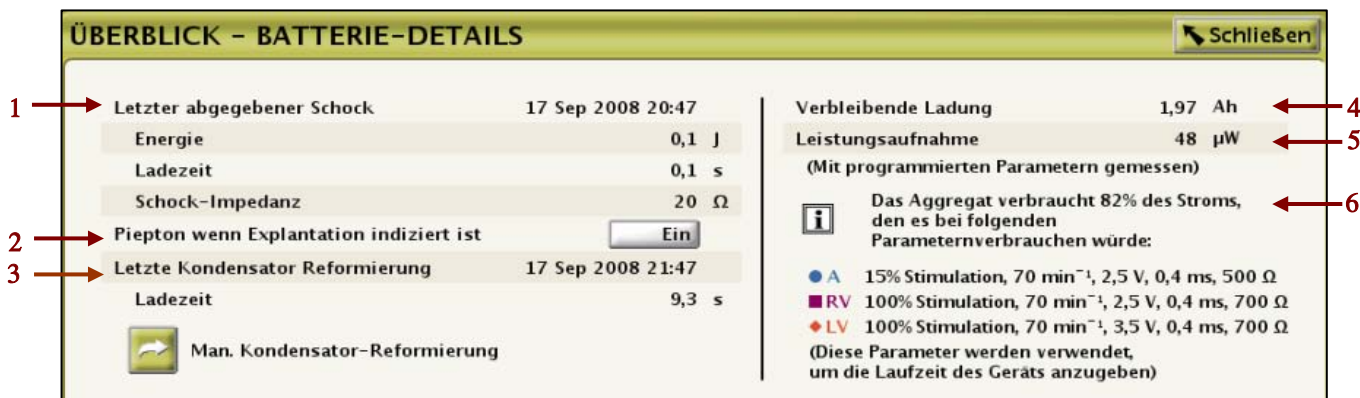 ÜBERBLICK - BATTERIE-DETAILS
Schließen
1
Letzter abgegebener Schock 17 Sep 2008 20:47
Energie 0,1 J
Ladezeit 0,1 s
Schock-Impedanz 20 Ω
2
Piepton wenn Explantation indiziert ist Ein
3
Letzte Kondensator Reformierung 17 Sep 2008 21:47
Ladezeit 9,3 s
Man. Kondensator-Reformierung
Verbleibende Ladung 1,97 Ah
4
Leistungsaufnahme 48 µW
5
(Mit programmierten Parametern gemessen)
i
Das Aggregat verbraucht 82% des Stroms,
6
den es bei folgenden
Parameternverbrauchen würde:
A 15% Stimulation, 70 min⁻¹, 2,5 V, 0,4 ms, 500 Ω
RV 100% Stimulation, 70 min⁻¹, 2,5 V, 0,4 ms, 700 Ω
LV 100% Stimulation, 70 min⁻¹, 3,5 V, 0,4 ms, 700 Ω
(Diese Parameter werden verwendet,
um die Laufzeit des Geräts anzugeben)